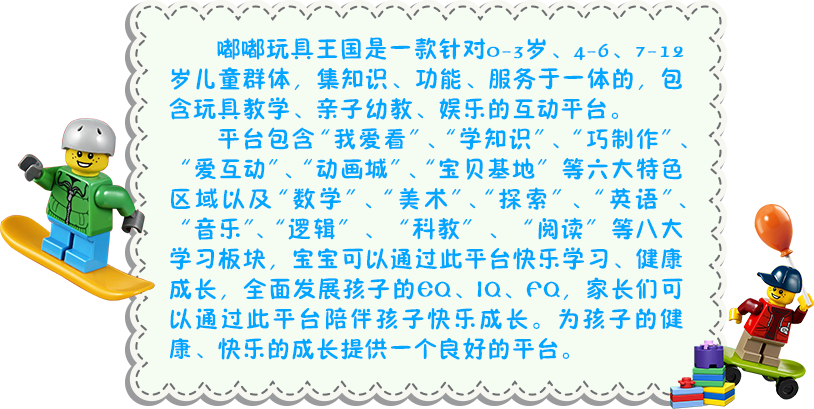 嘟嘟玩具王国是一款针对0-3岁、4-6、7-12
岁儿童群体，集知识、功能、服务于一体的，包
含玩具教学、亲子幼教、娱乐的互动平台。
平台包含“我爱看”、“学知识”、“巧制作”、
“爱互动”、“动画城”、“宝贝基地” 等六大特色
区域以及“数学”、“美术”、“探索”、“英语”、
“音乐”、“逻辑” 、 “科教” 、 “阅读” 等八大
学习板块，宝宝可以通过此平台快乐学习、健康
成长，全面发展孩子的EQ、IQ、FQ，家长们可
以通过此平台陪伴孩子快乐成长。为孩子的健
康、快乐的成长提供一个良好的平台。